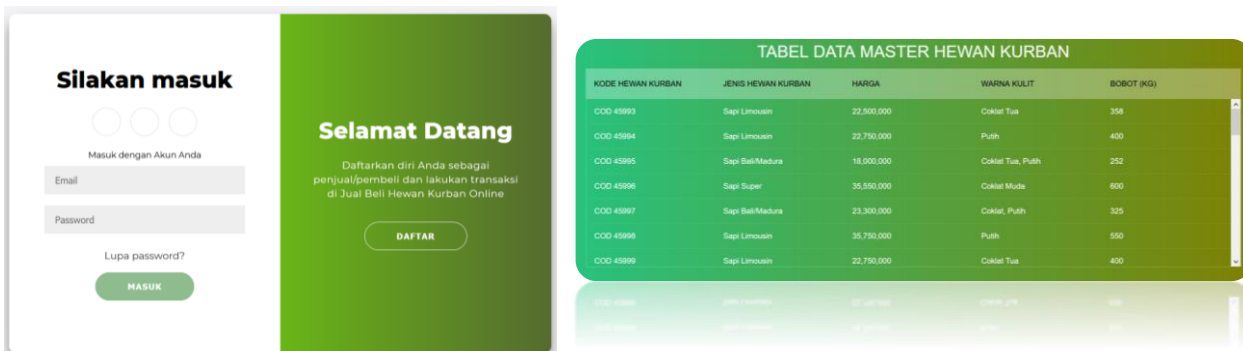 Silakan masuk
Masuk dengan Akun Anda
Email
Password
Lupa password?
MASUK
Selamat Datang
Daftarkan diri Anda sebagai
penjual/pembeli dan lakukan transaksi
di Jual Beli Hewan Kurban Online
DAFTAR
TABEL DATA MASTER HEWAN KURBAN
KODE HEWAN KURBAN JENIS HEWAN KURBAN HARGA WARNA KULIT BOBOT (KG)
COD 45993 Sapi Limousin 22,500,000 Coklat Tua 358
COD 45994 Sapi Limousin 22,750,000 Putih 400
COD 45995 Sapi Bali/Madura 18,000,000 Coklat Tua, Putih 252
COD 45996 Sapi Super 35,550,000 Coklat Muda 600
COD 45997 Sapi Bali/Madura 23,300,000 Coklat, Putih 325
COD 45998 Sapi Limousin 35,750,000 Putih 550
COD 45999 Sapi Limousin 22,750,000 Coklat Tua 400